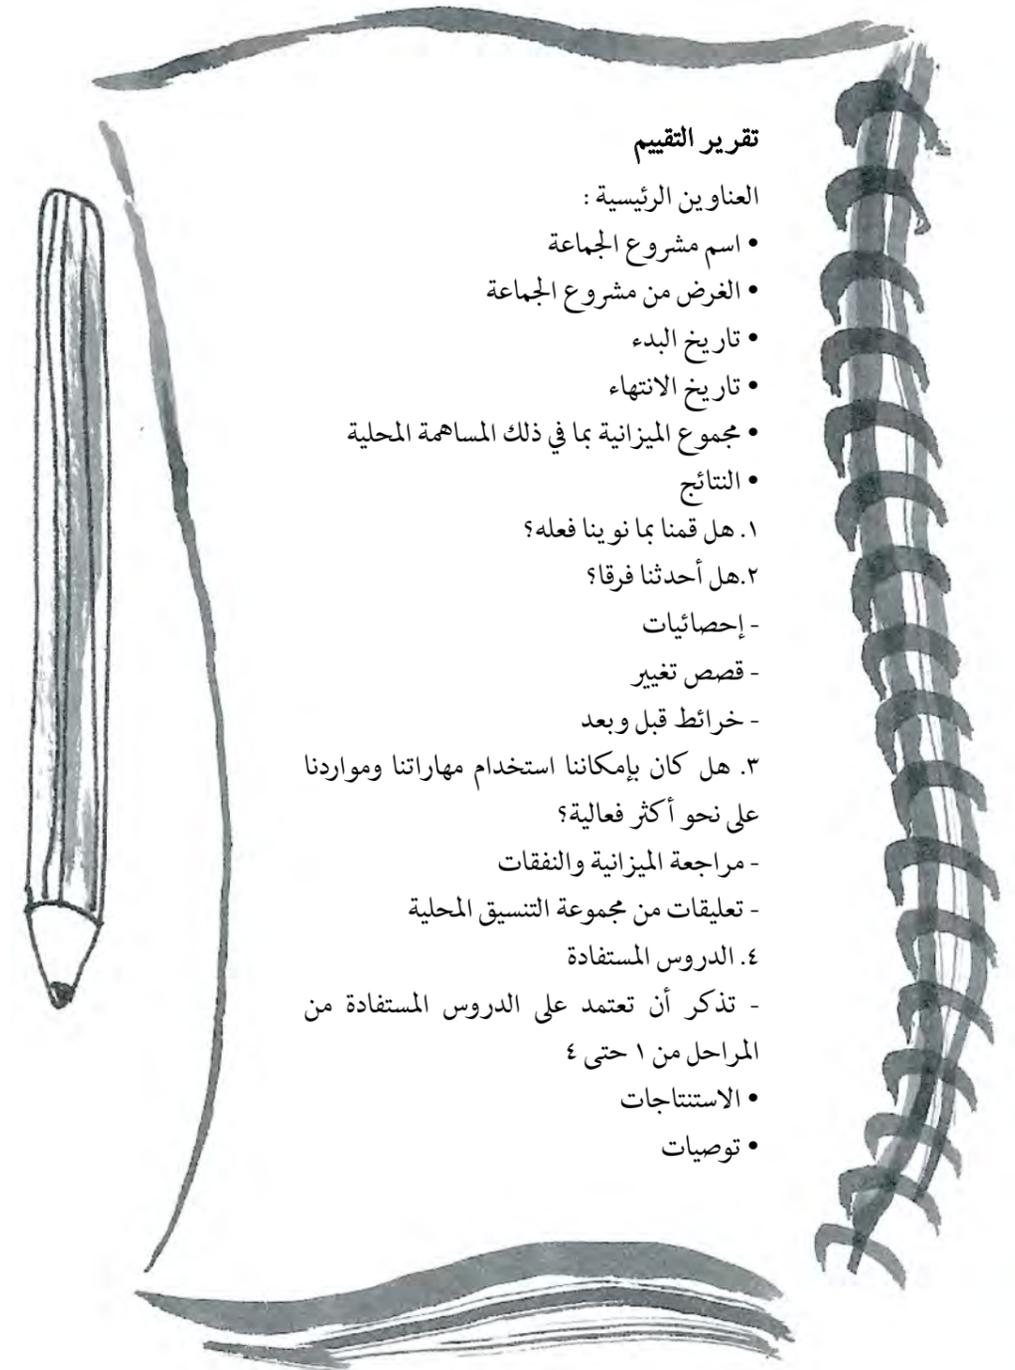 تقرير التقييم
العناوين الرئيسية :
• اسم مشروع الجماعة
• الغرض من مشروع الجماعة
• تاريخ البدء
• تاريخ الانتهاء
• مجموع الميزانية بما في ذلك المساهمة المحلية
• النتائج
١. هل قمنا بما نوينا فعله؟
٢.هل أحدثنا فرقا؟
- إحصائيات
- قصص تغيير
- خرائط قبل وبعد
٣. هل كان بإمكاننا استخدام مهاراتنا ومواردنا
على نحو أكثر فعالية؟
- مراجعة الميزانية والنفقات
- تعليقات من مجموعة التنسيق المحلية
٤. الدروس المستفادة
- تذكر أن تعتمد على الدروس المستفادة من
المراحل من ١ حتى ٤
• الاستنتاجات
• توصيات